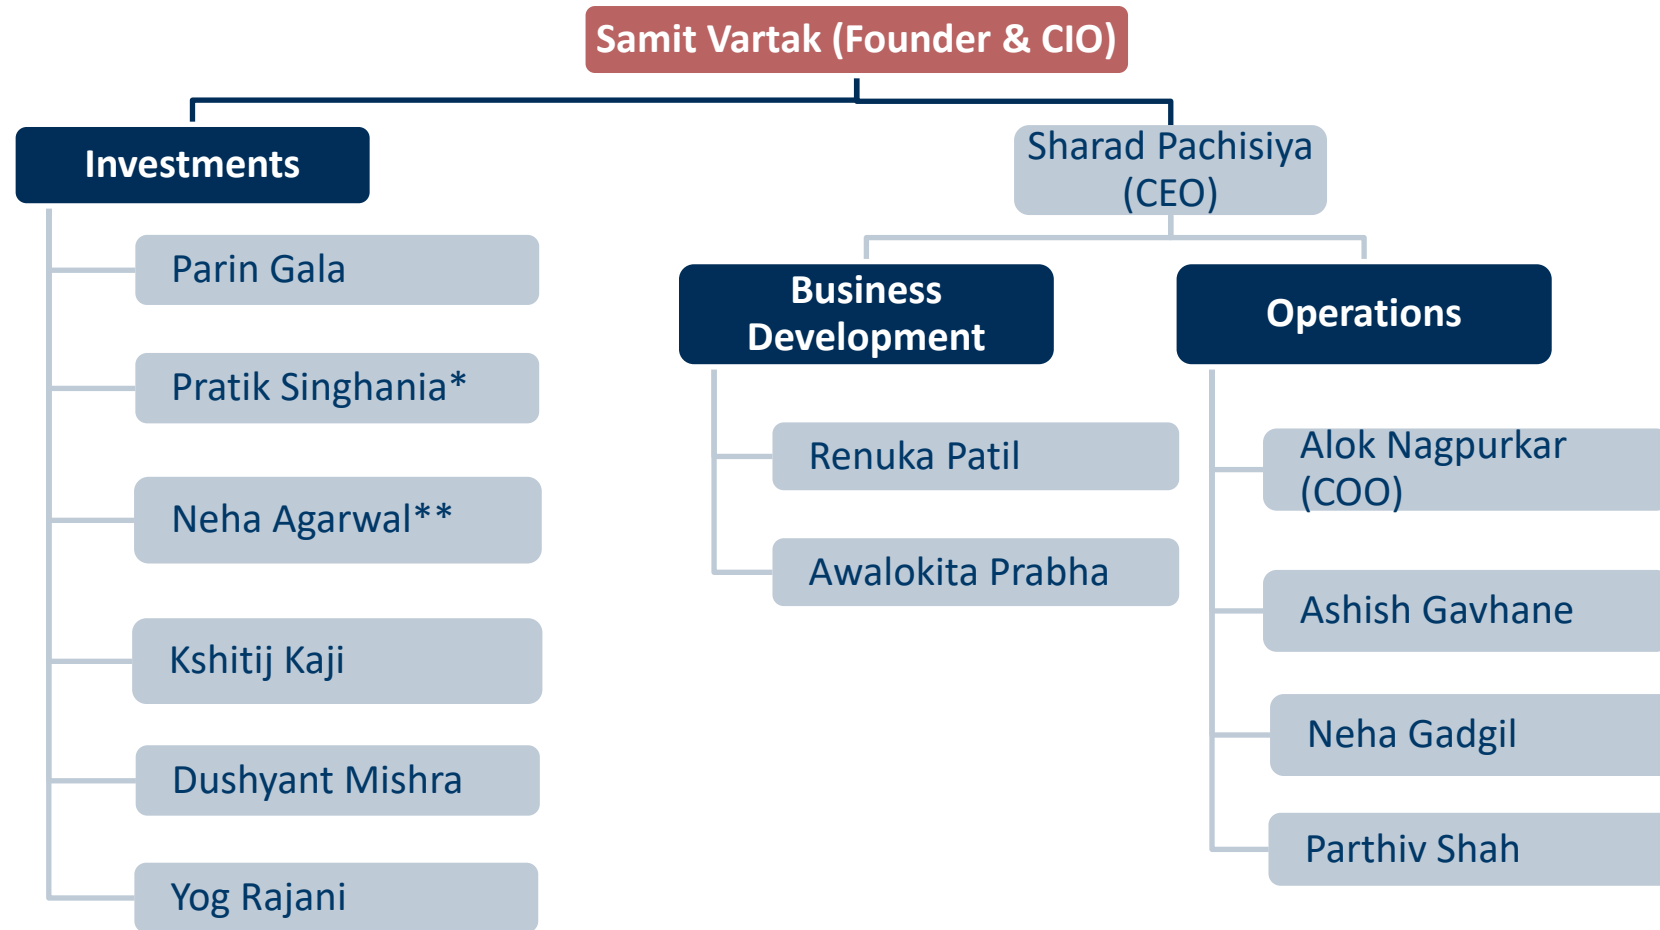 Samit Vartak (Founder & CIO)
Investments
Parin Gala
Pratik Singhania*
Neha Agarwal**
Kshitij Kaji
Dushyant Mishra
Yog Rajani
Sharad Pachisiya
(CEO)
Business
Development
Renuka Patil
Awalokita Prabha
Operations
Alok Nagpurkar
(COO)
Ashish Gavhane
Neha Gadgil
Parthiv Shah